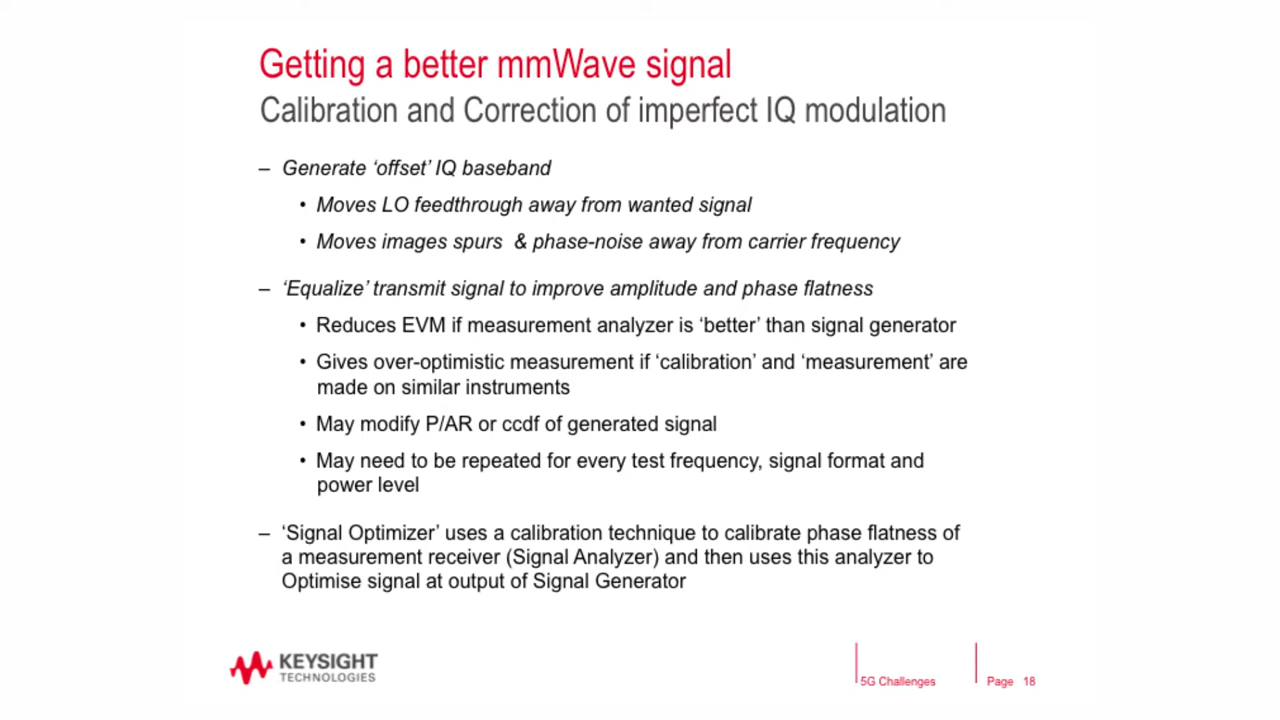 Getting a better mmWave signal
Calibration and Correction of imperfect IQ modulation
– Generate ‘offset’ IQ baseband
• Moves LO feedthrough away from wanted signal
• Moves images spurs & phase-noise away from carrier frequency
– ‘Equalize’ transmit signal to improve amplitude and phase flatness
• Reduces EVM if measurement analyzer is ‘better’ than signal generator
• Gives over-optimistic measurement if ‘calibration’ and ‘measurement’ are
made on similar instruments
• May modify P/AR or ccdf of generated signal
• May need to be repeated for every test frequency, signal format and
power level
– ‘Signal Optimizer’ uses a calibration technique to calibrate phase flatness of
a measurement receiver (Signal Analyzer) and then uses this analyzer to
Optimise signal at output of Signal Generator
KEYSIGHT
TECHNOLOGIES
5G Challenges
Page 18